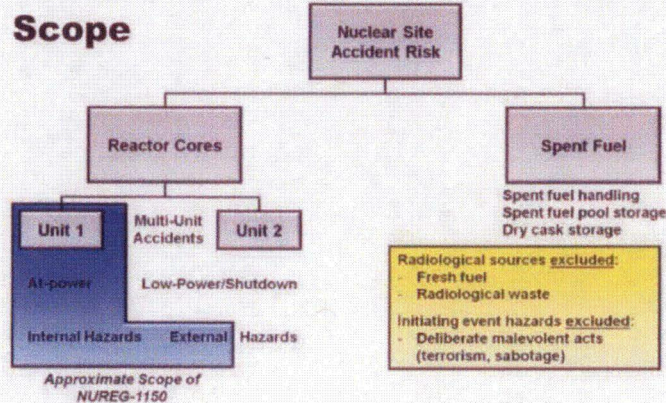 Scope
Nuclear Site
Accident Risk
Reactor Cores
Spent Fuel
Unit 1
Multi-Unit
Accidents
Unit 2
At-power
Low-Power/Shutdown
Internal Hazards
External Hazards
Approximate Scope of
NUREG-1150
Spent fuel handling
Spent fuel pool storage
Dry cask storage
Radiological sources excluded:
- Fresh fuel
- Radiological waste
Initiating event hazards excluded:
- Deliberate malevolent acts
(terrorism, sabotage)